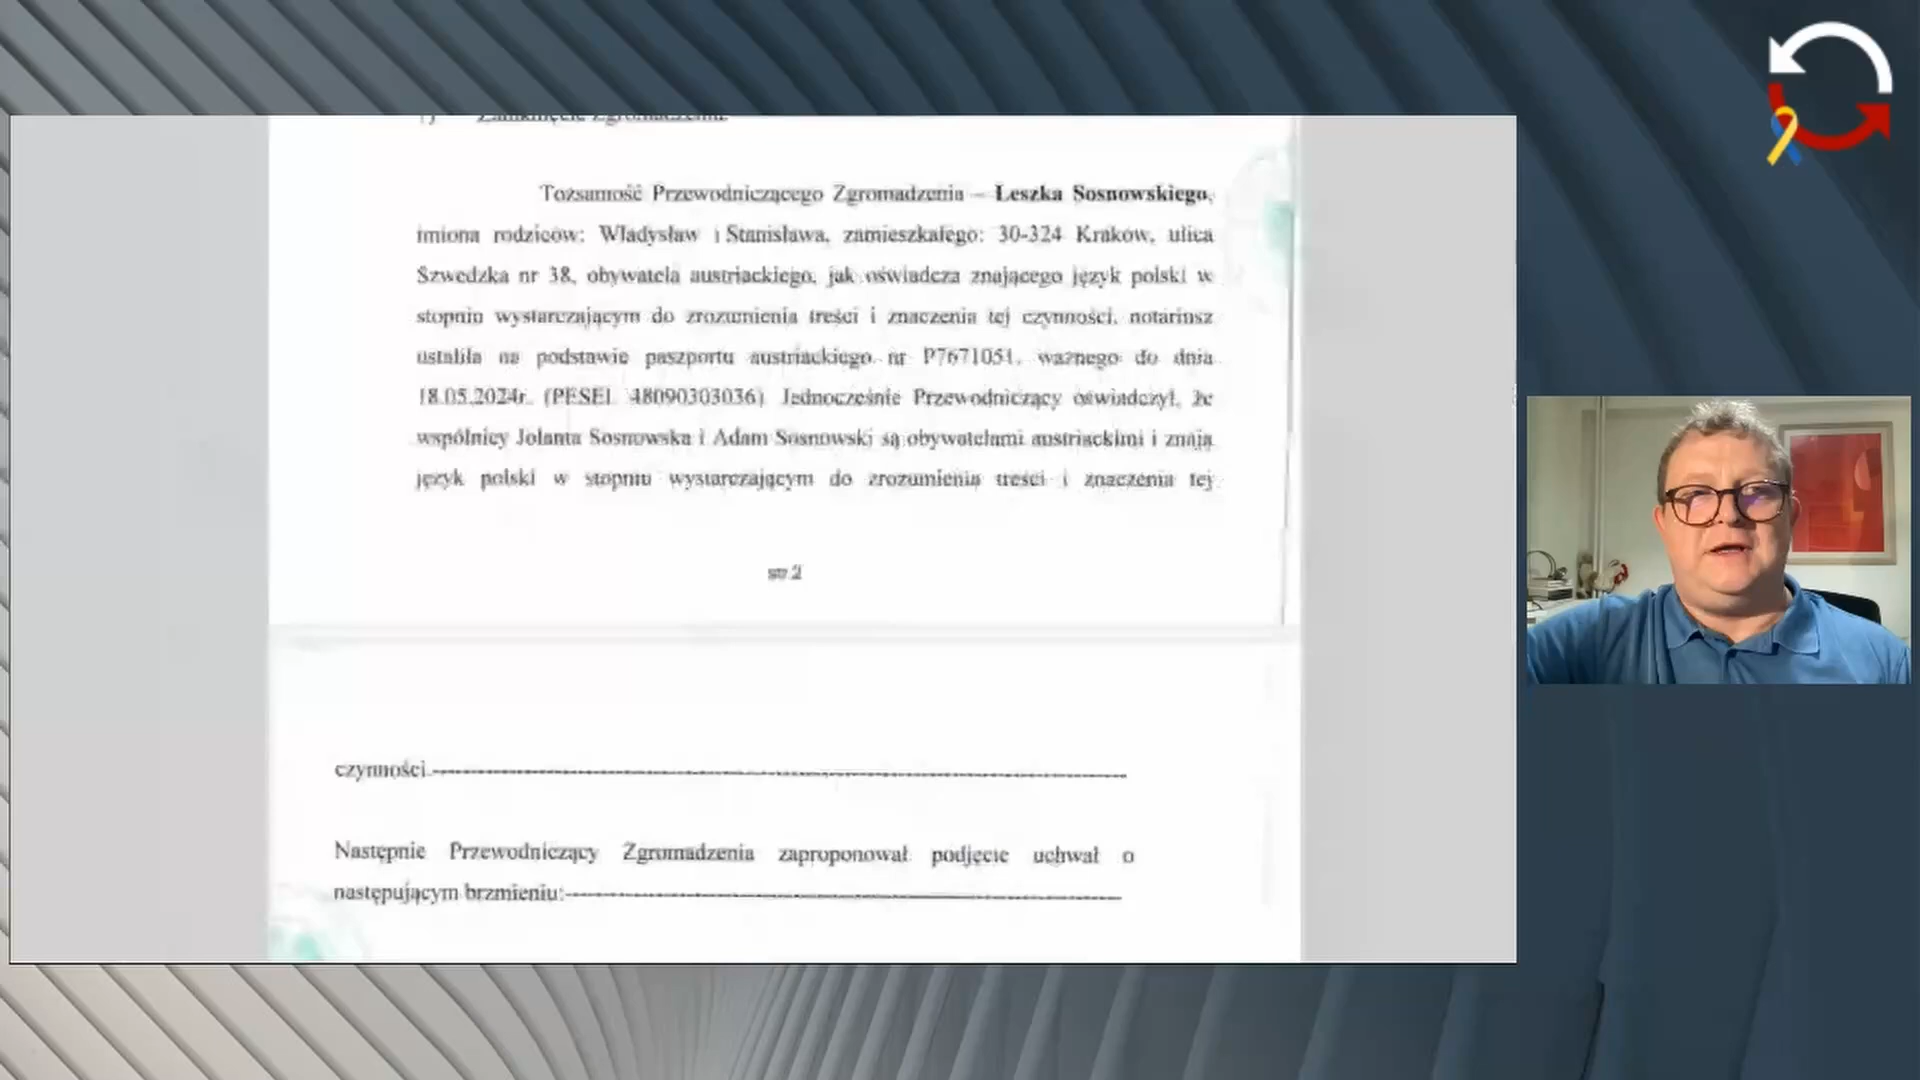 Zamknięcie Zgromadzenia.
Tożsamość Przewodniczącego Zgromadzenia – Leszka Sosnowskiego,
imiona rodziców: Władysław i Stanisława, zamieszkałego: 30-324 Kraków, ulica
Szwedzka nr 38, obywatela austriackiego, jak oświadcza znającego język polski w
stopniu wystarczającym do zrozumienia treści i znaczenia tej czynności, notariusz
ustaliła na podstawie paszportu austriackiego nr P7671051, ważnego do dnia
18.05.2024r. (PESEL 48090303036) Jednocześnie Przewodniczący oświadczył, że
wspólnicy Jolanta Sosnowska i Adam Sosnowski są obywatelami austriackimi i znają
język polski w stopniu wystarczającym do zrozumienia treści i znaczenia tej
str.2
czynności.
Następnie Przewodniczący Zgromadzenia zaproponował podjęcie uchwał o
następującym brzmieniu: